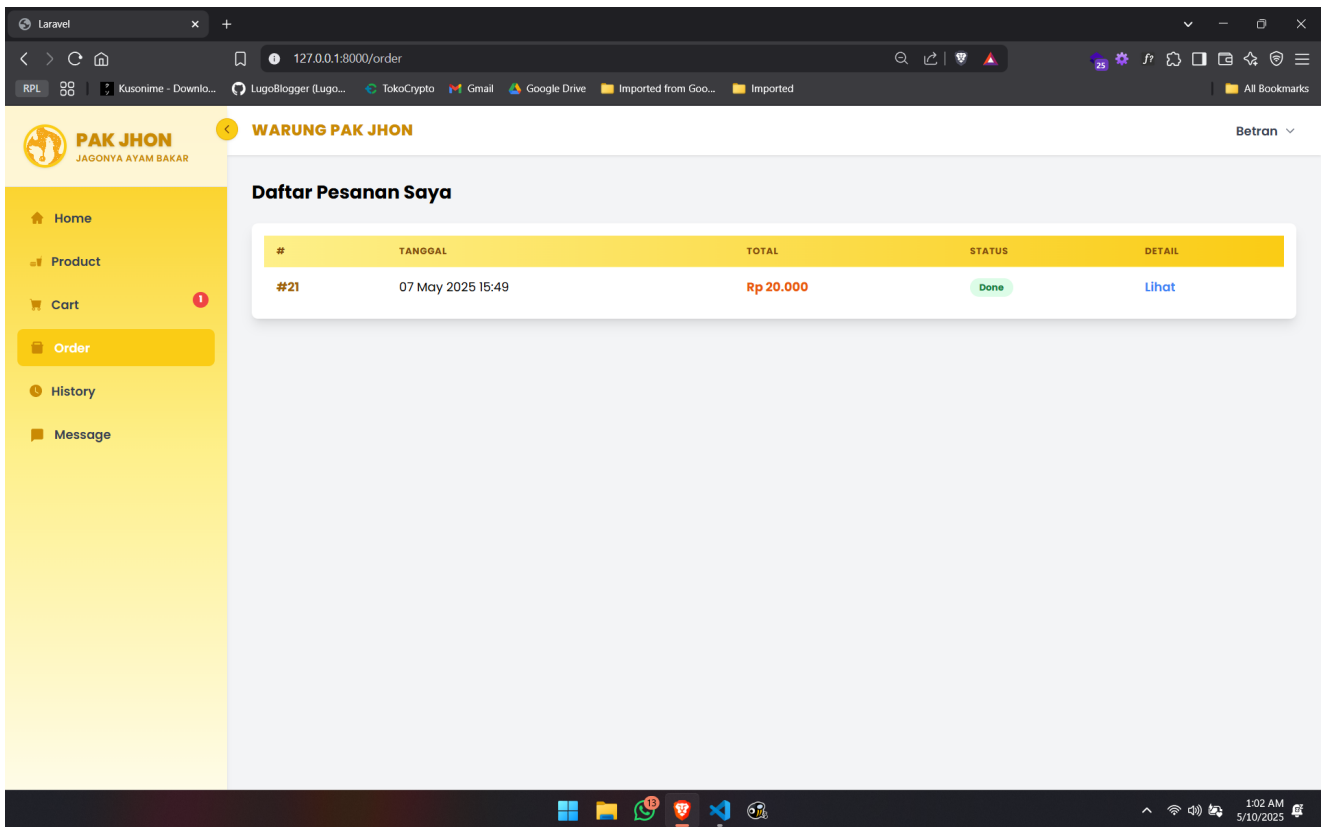 Laravel
127.0.0.1:8000/order
25
f?
RPL
Kusonime - Downlo...
LugoBlogger (Lugo...
TokoCrypto
Gmail
Google Drive
Imported from Goo...
Imported
All Bookmarks
PAK JHON
JAGONYA AYAM BAKAR
WARUNG PAK JHON
Betran
Home
Product
Cart
1
Order
History
Message
Daftar Pesanan Saya
# TANGGAL TOTAL STATUS DETAIL
#21 07 May 2025 15:49 Rp 20.000 Done Lihat
13
1:02 AM
5/10/2025